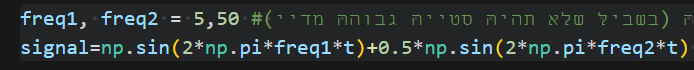 freq1, freq2 = 5,50 #(בשביל שלא תהיה סטייה גבוהה מדיי) ה
signal=np.sin(2*np.pi*freq1*t)+0.5*np.sin(2*np.pi*freq2*t)